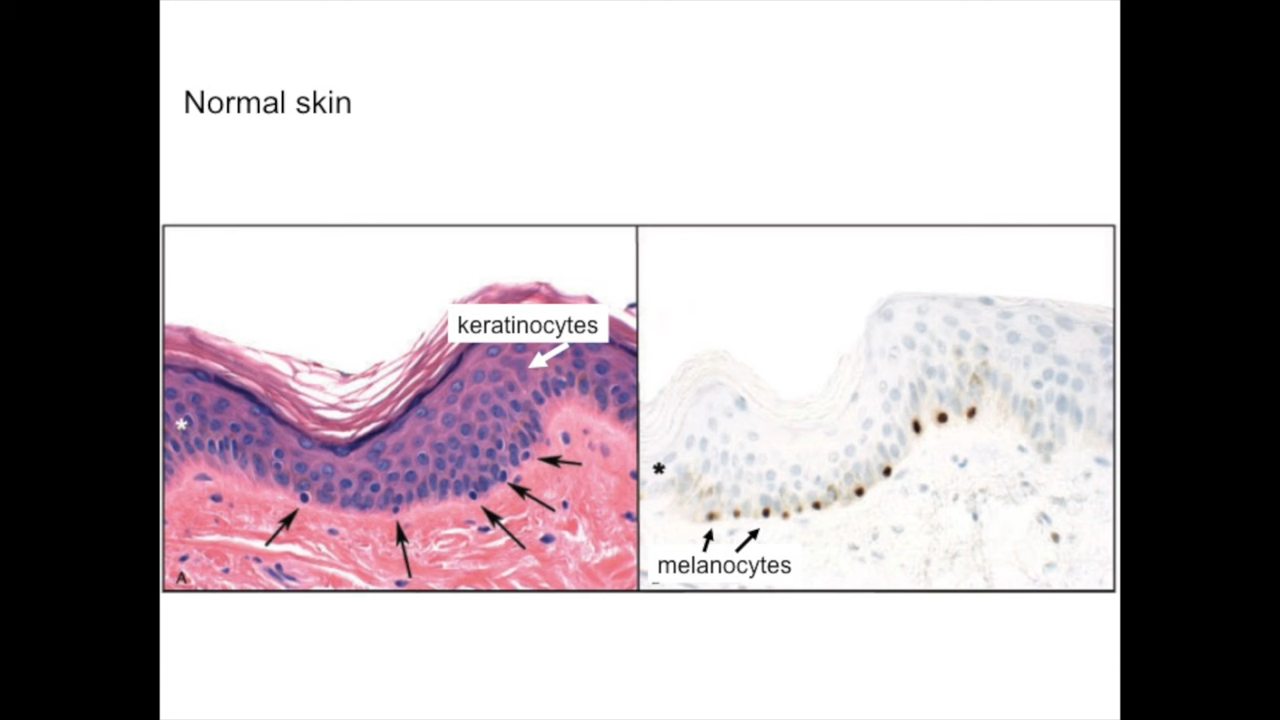 Normal skin
keratinocytes
*
A
*
melanocytes